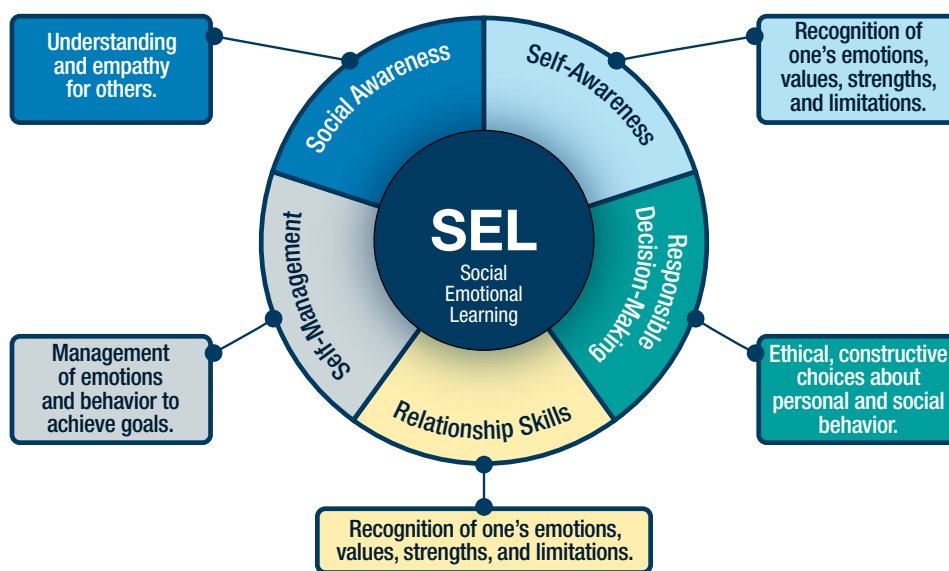 Understanding
and empathy
for others.
Recognition of
one's emotions,
values, strengths,
and limitations.
Social Awareness
Self-Awareness
SEL
Social
Emotional
Learning
Self-Management
Responsible
Decision-Making
Relationship Skills
Management
of emotions
and behavior to
achieve goals.
Ethical, constructive
choices about
personal and social
behavior.
Recognition of one's emotions,
values, strengths, and limitations.